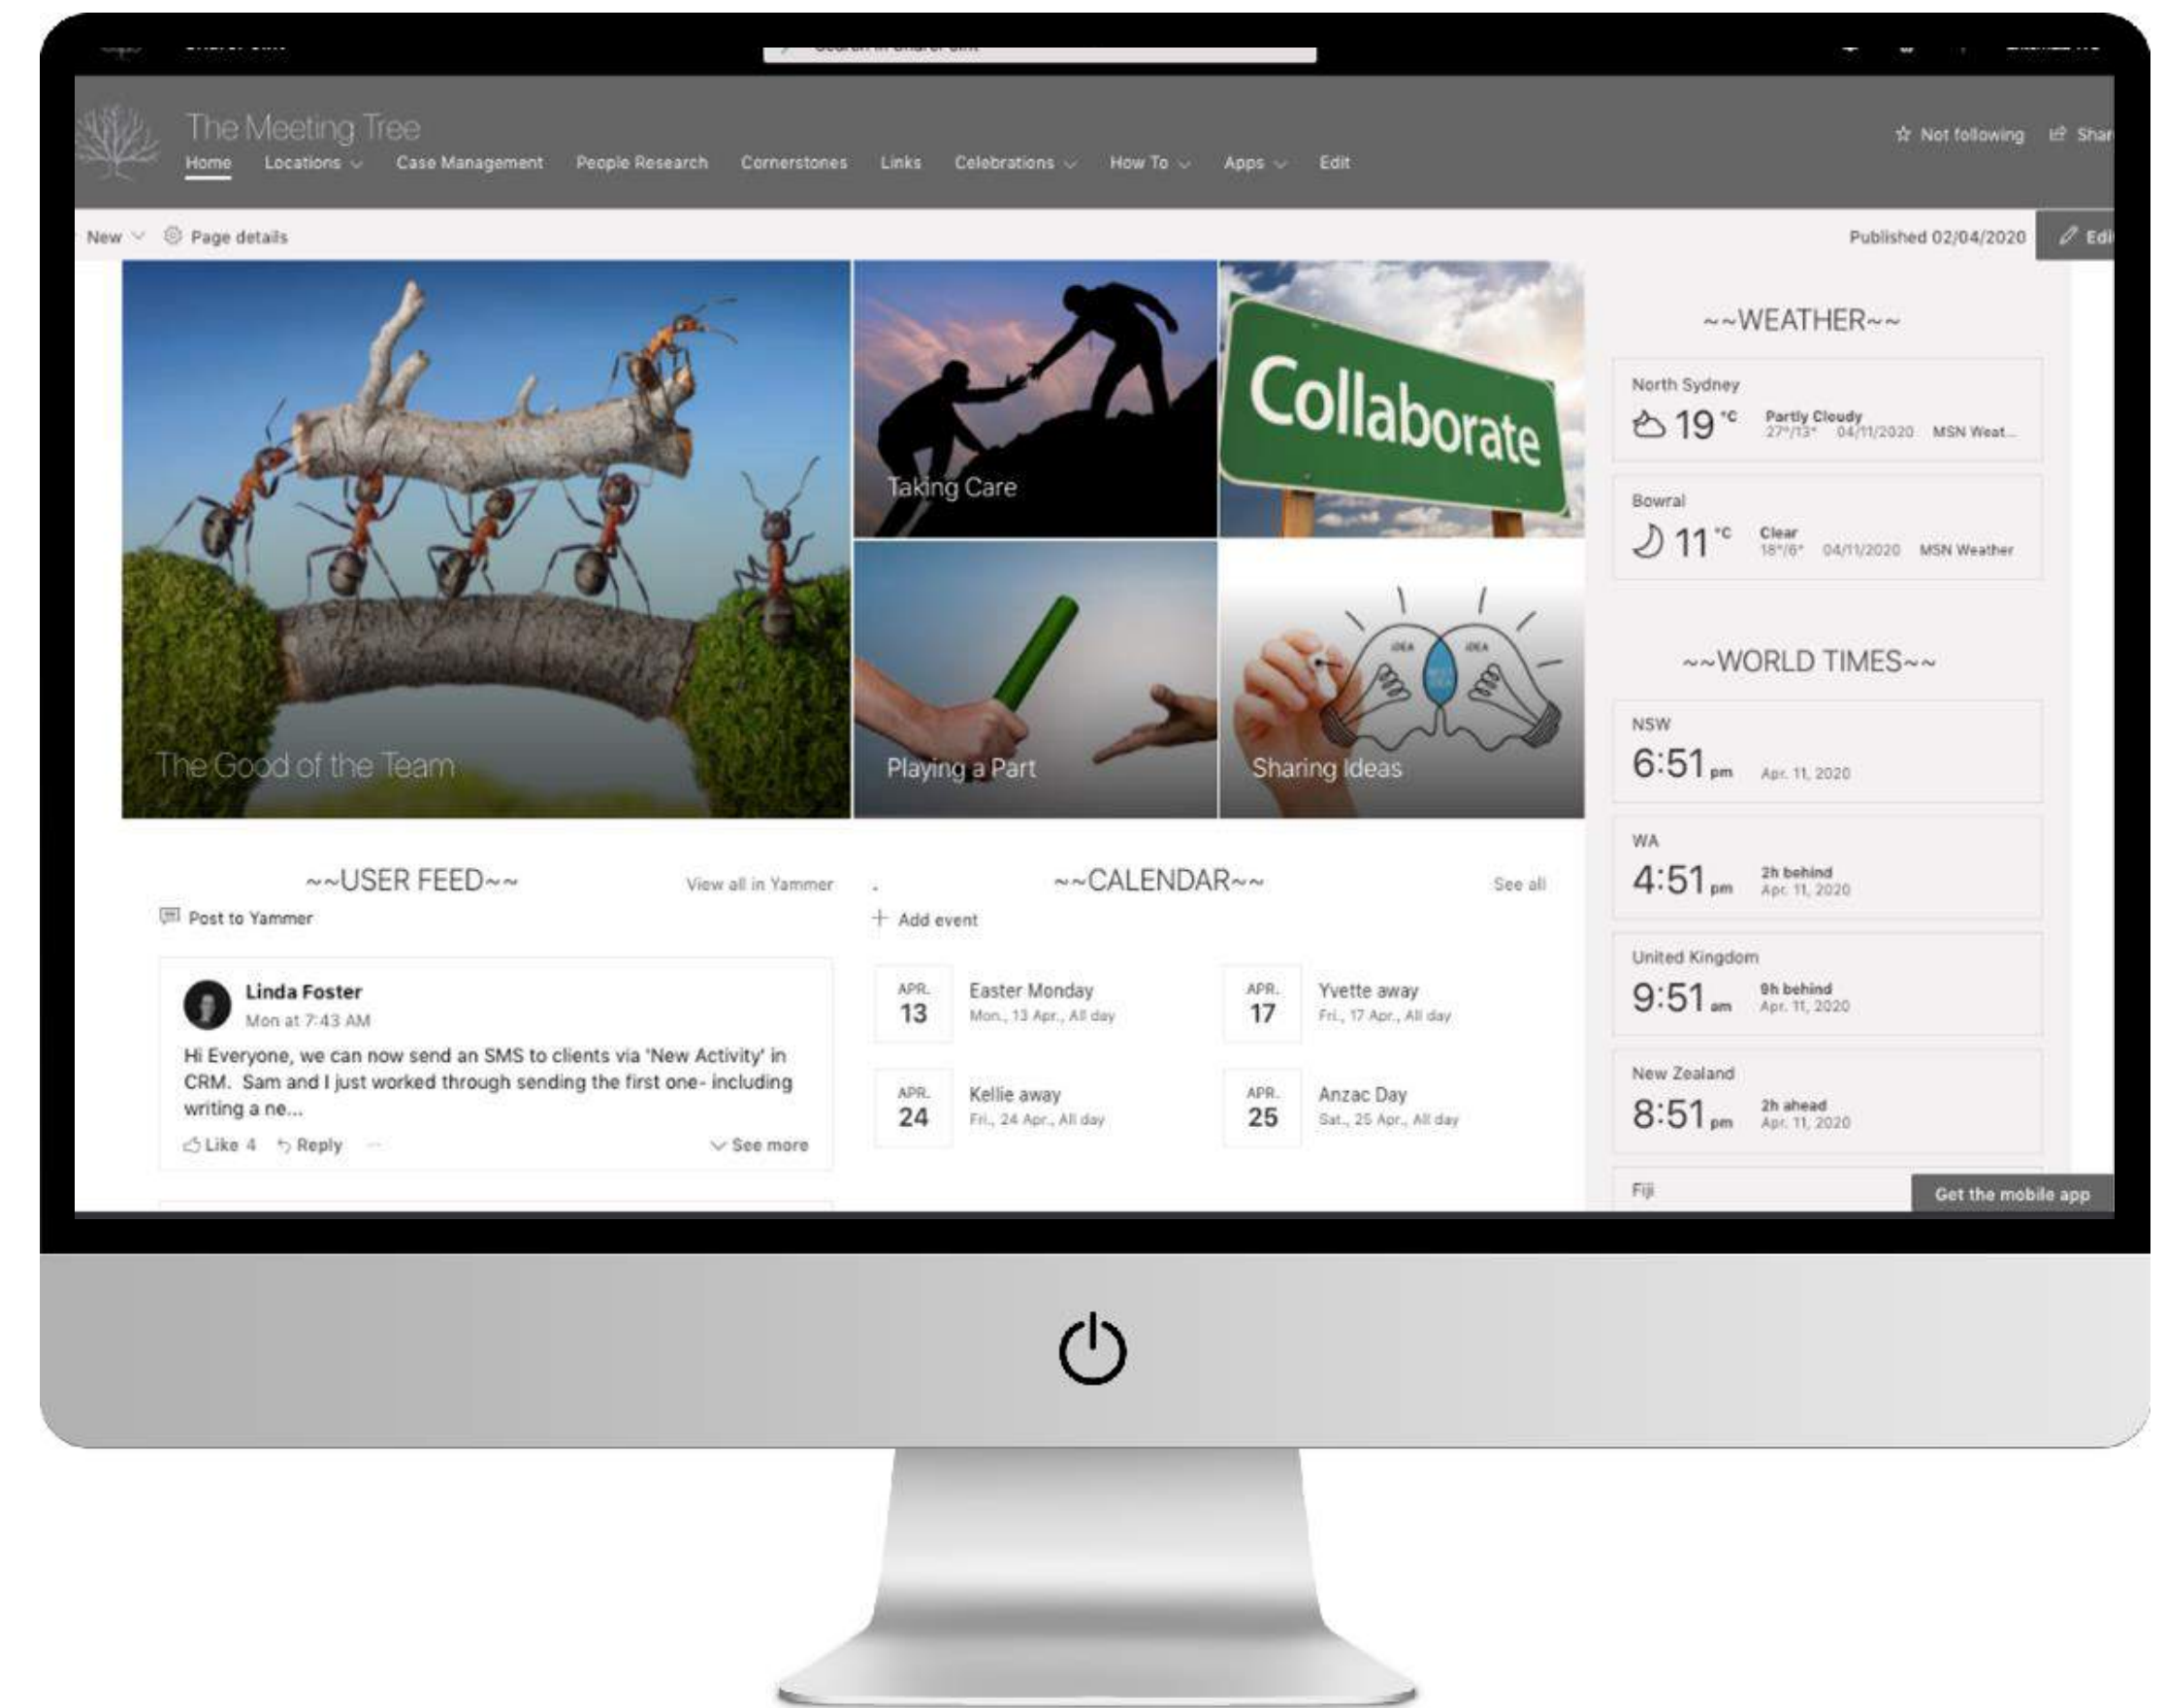 The Meeting Tree
Not following
Home Locations Case Management People Research Cornerstones Links Celebrations How To Apps Edit
New Page details
Published 02/04/2020
The Good of the Team
Taking Care
Collaborate
Playing a Part
IDEA IDEA
Sharing Ideas
~~WEATHER~~
North Sydney
19 °C Partly Cloudy
27°/13° 04/11/2020 MSN Weat...
Bowral
11 °C Clear
18°/6° 04/11/2020 MSN Weather
~~WORLD TIMES~~
NSW
6:51 pm Apr. 11, 2020
WA
4:51 pm 2h behind
Apr. 11, 2020
United Kingdom
9:51 am 9h behind
Apr. 11, 2020
New Zealand
8:51 pm 2h ahead
Apr. 11, 2020
Fiji
Get the mobile app
~~USER FEED~~ View all in Yammer
Post to Yammer
Linda Foster
Mon at 7:43 AM
Hi Everyone, we can now send an SMS to clients via 'New Activity' in
CRM. Sam and I just worked through sending the first one- including
writing a ne...
Like 4 Reply ... See more
. ~~CALENDAR~~ See all
+ Add event
APR.
13
Easter Monday
Mon., 13 Apr., All day
APR.
17
Yvette away
Fri., 17 Apr., All day
APR.
24
Kellie away
Fri., 24 Apr., All day
APR.
25
Anzac Day
Sat., 25 Apr., All day